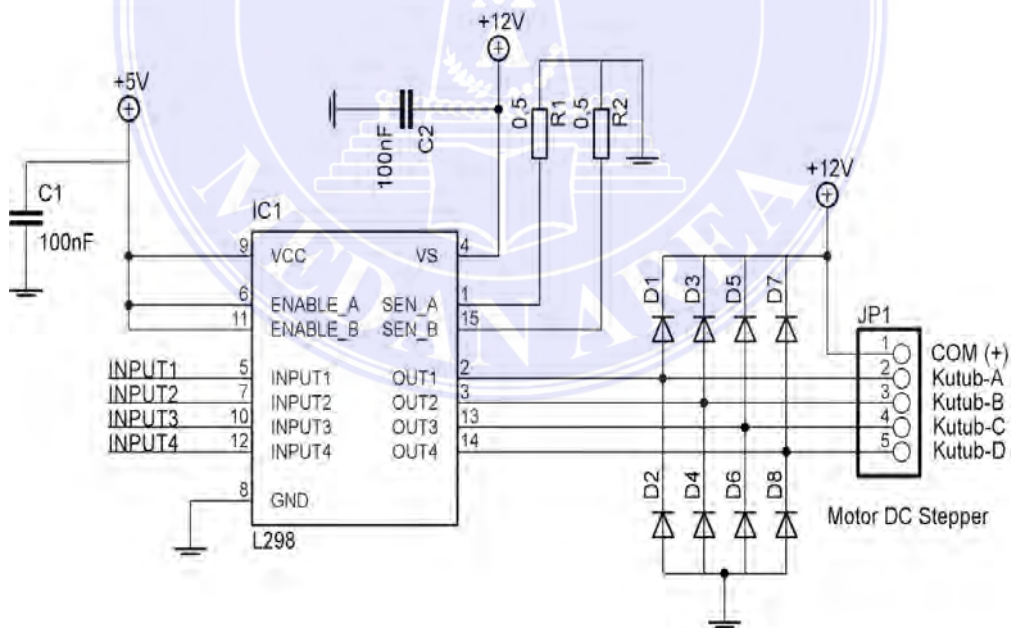 +12V
+5V
100nF
C2
0,5
R1
0,5
R2
+12V
C1
100nF
IC1
9 VCC VS 4
6 ENABLE_A SEN_A 1
11 ENABLE_B SEN_B 15
INPUT1 5 INPUT1 OUT1 2
INPUT2 7 INPUT2 OUT2 3
INPUT3 10 INPUT3 OUT3 13
INPUT4 12 INPUT4 OUT4 14
8 GND
L298
D1
D3
D5
D7
D2
D4
D6
D8
JP1
1 COM (+)
2 Kutub-A
3 Kutub-B
4 Kutub-C
5 Kutub-D
Motor DC Stepper
MEDAN AREA